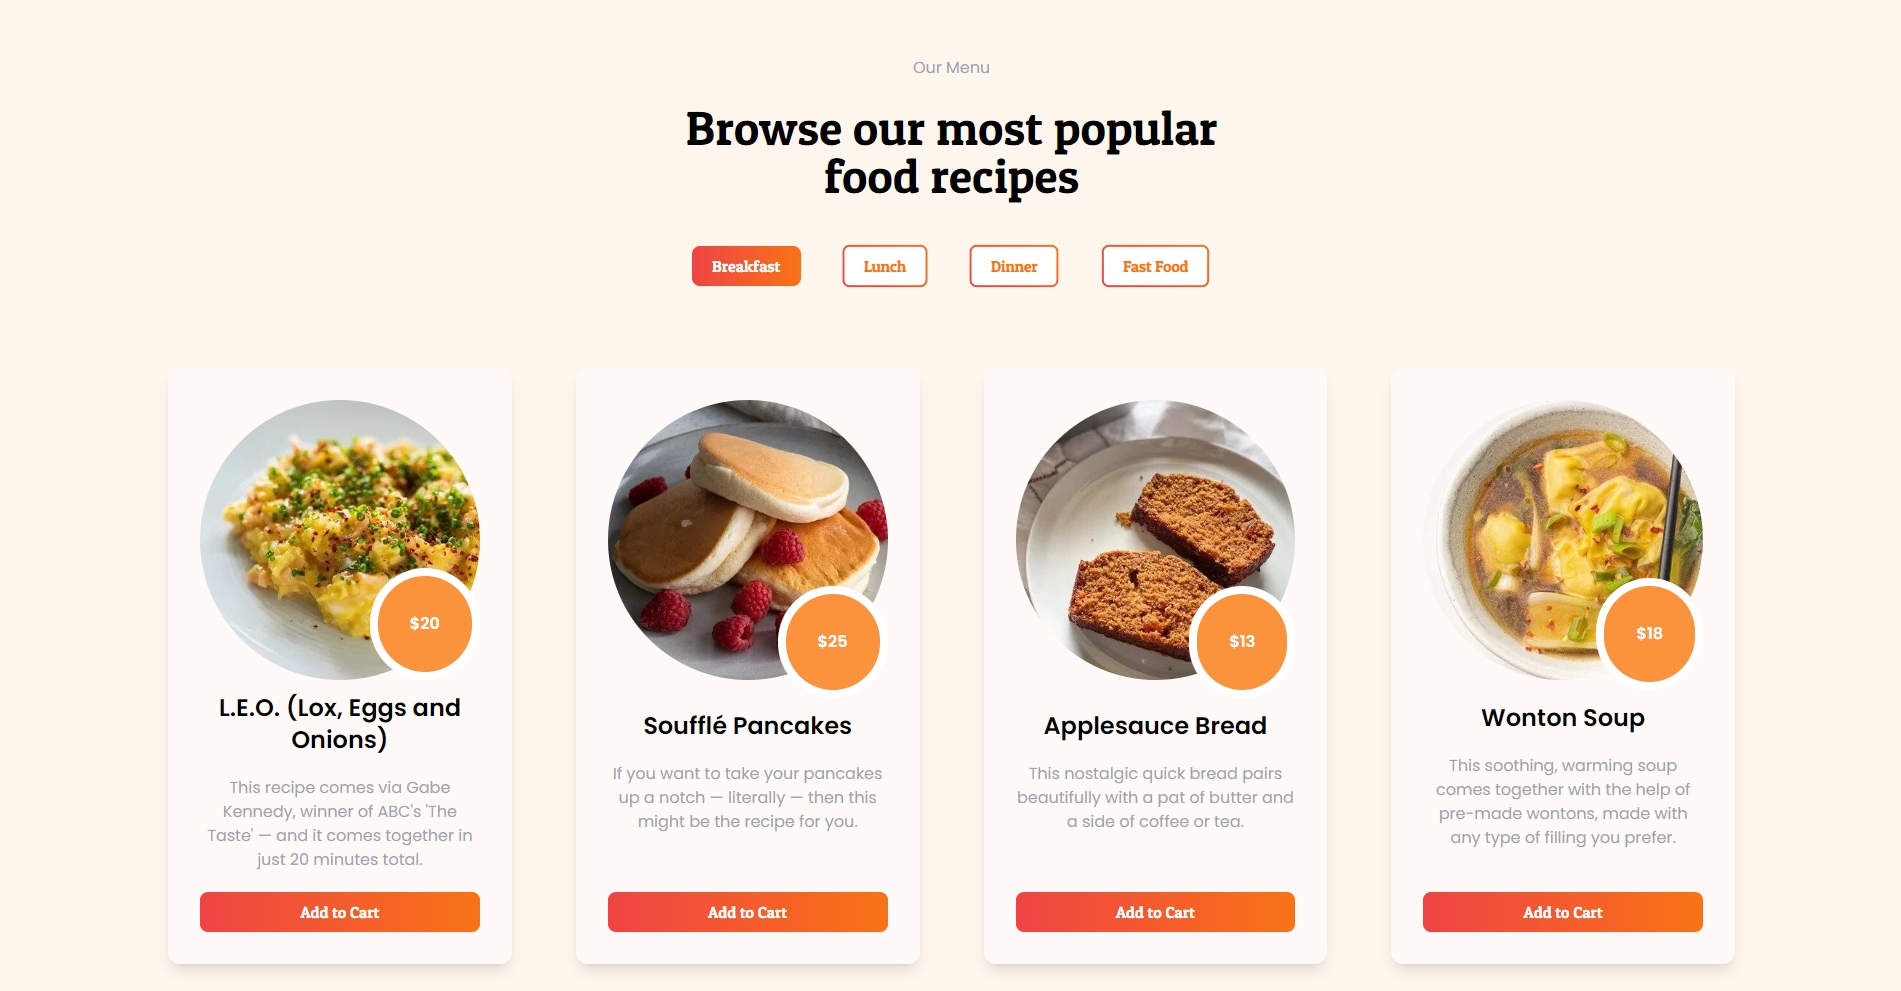 Our Menu
Browse our most popular
food recipes
Breakfast
Lunch
Dinner
Fast Food
$20
L.E.O. (Lox, Eggs and
Onions)
This recipe comes via Gabe
Kennedy, winner of ABC's 'The
Taste' — and it comes together in
just 20 minutes total.
Add to Cart
$25
Soufflé Pancakes
If you want to take your pancakes
up a notch — literally — then this
might be the recipe for you.
Add to Cart
$13
Applesauce Bread
This nostalgic quick bread pairs
beautifully with a pat of butter and
a side of coffee or tea.
Add to Cart
$18
Wonton Soup
This soothing, warming soup
comes together with the help of
pre-made wontons, made with
any type of filling you prefer.
Add to Cart